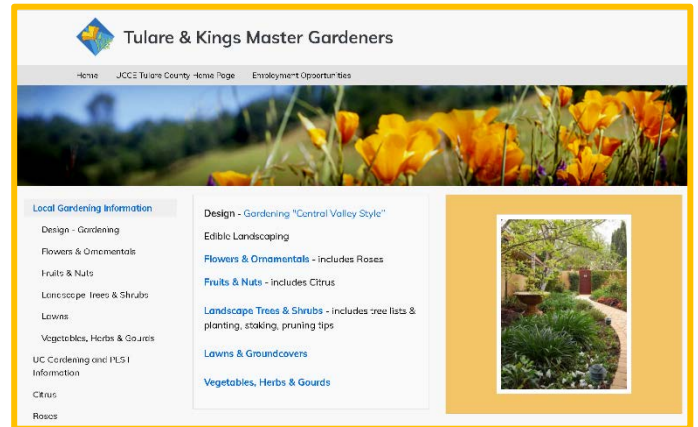 Tulare & Kings Master Gardeners
Home UCCE Tulare County Home Page Employment Opportunities
Local Gardening Information
Design - Gardening
Flowers & Ornamentals
Fruits & Nuts
Landscape Trees & Shrubs
Lawns
Vegetables, Herbs & Gourds
UC Gardening and PEST
Information
Citrus
Roses
Design - Gardening "Central Valley Style"
Edible Landscaping
Flowers & Ornamentals - includes Roses
Fruits & Nuts - includes Citrus
Landscape Trees & Shrubs - includes tree lists &
planting, staking, pruning tips
Lawns & Groundcovers
Vegetables, Herbs & Gourds